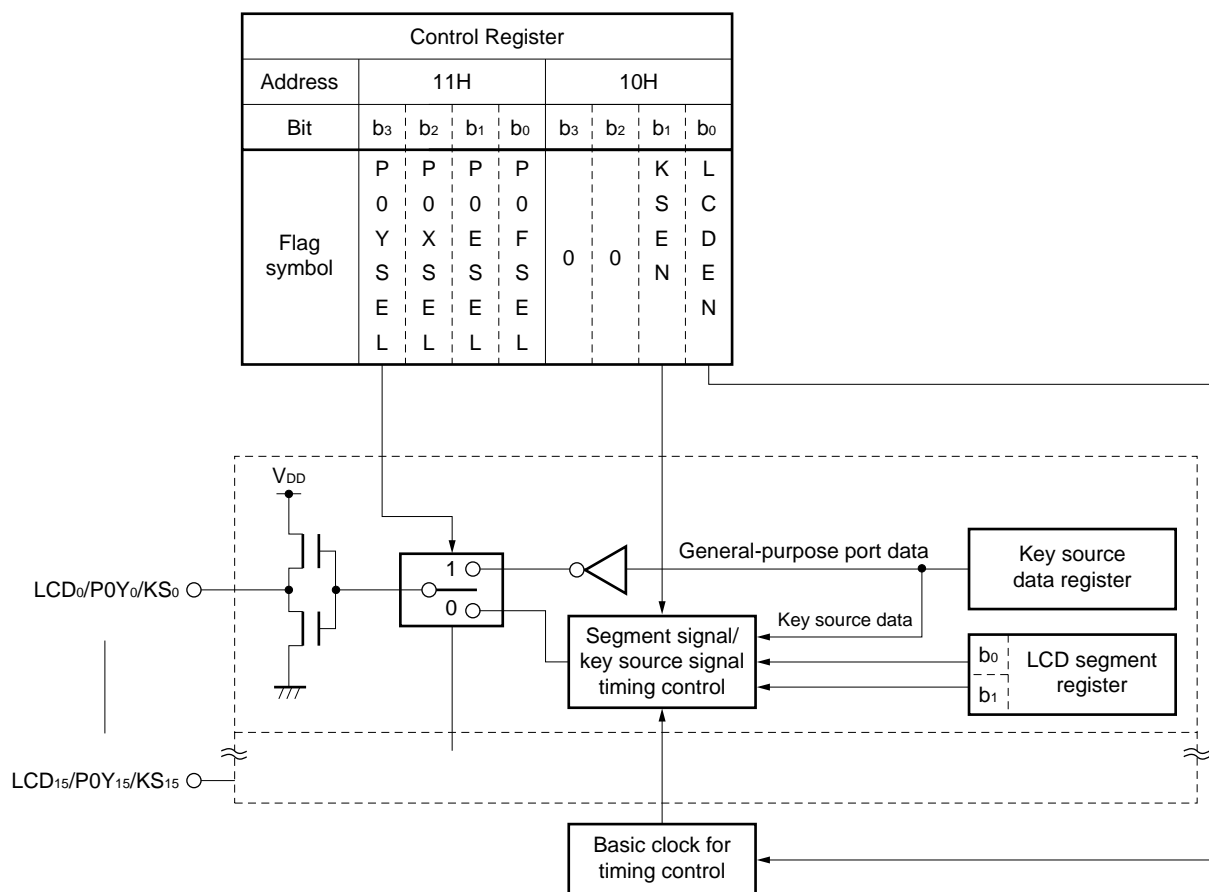 Control Register
Address 11H 10H
Bit b3 b2 b1 b0 b3 b2 b1 b0
Flag symbol P0YSEL P0XSEL P0ESEL P0FSEL 0 0 KSEN LCDEN
VDD
LCD0/P0Y0/KS0
1
0
General-purpose port data
Key source data register
Key source data
Segment signal/
key source signal
timing control
b0
b1
LCD segment
register
LCD15/P0Y15/KS15
Basic clock for
timing control